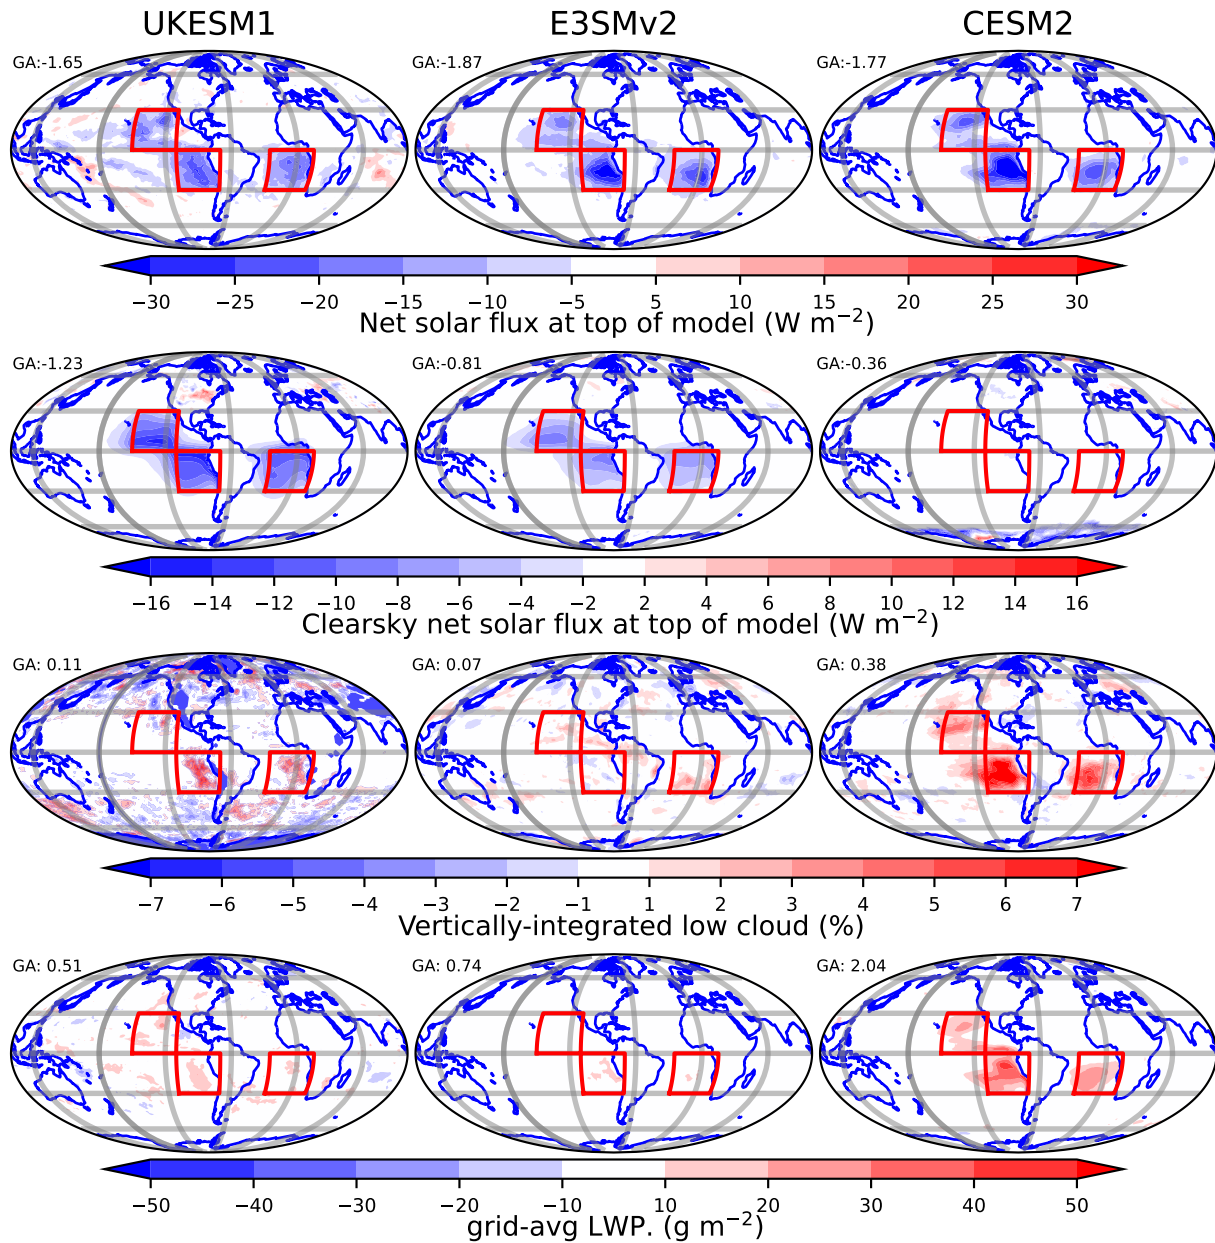 UKESM1 E3SMv2 CESM2
GA:-1.65 GA:-1.87 GA:-1.77
−30 −25 −20 −15 −10 −5 5 10 15 20 25 30
Net solar flux at top of model (W m−2)
GA:-1.23 GA:-0.81 GA:-0.36
−16 −14 −12 −10 −8 −6 −4 −2 2 4 6 8 10 12 14 16
Clearsky net solar flux at top of model (W m−2)
GA: 0.11 GA: 0.07 GA: 0.38
−7 −6 −5 −4 −3 −2 −1 1 2 3 4 5 6 7
Vertically-integrated low cloud (%)
GA: 0.51 GA: 0.74 GA: 2.04
−50 −40 −30 −20 −10 10 20 30 40 50
grid-avg LWP. (g m−2)